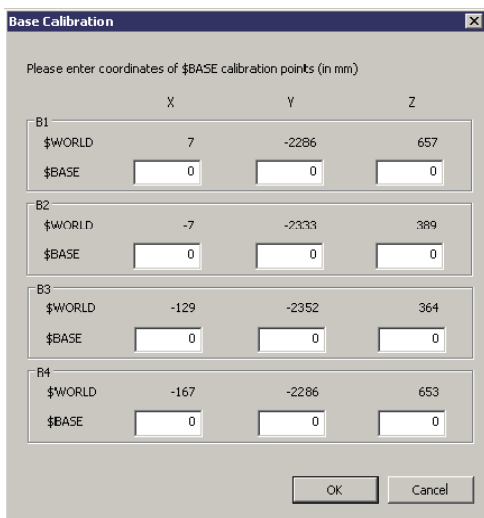 Base Calibration
Please enter coordinates of $BASE calibration points (in mm)
X Y Z
B1
$WORLD 7 -2286 657
$BASE 0 0 0
B2
$WORLD -7 -2333 389
$BASE 0 0 0
B3
$WORLD -129 -2352 364
$BASE 0 0 0
B4
$WORLD -167 -2286 653
$BASE 0 0 0
OK Cancel